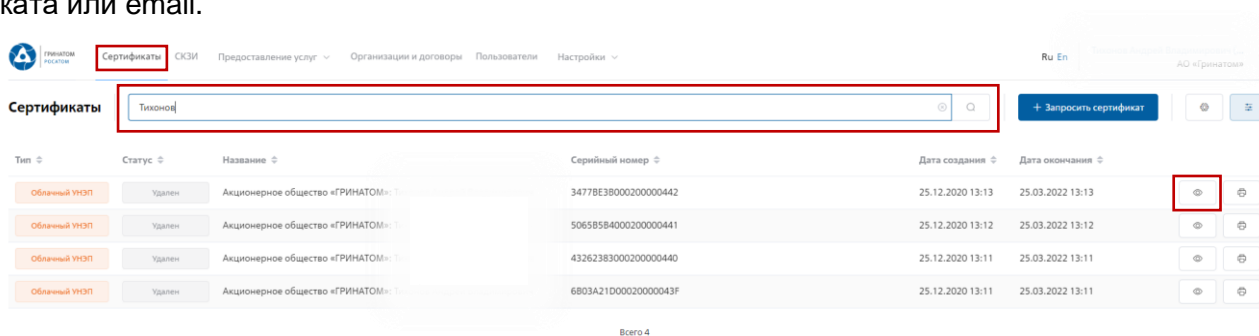 ката или email.
ГРИНАТОМ
РОСАТОМ
Сертификаты СКЗИ Предоставление услуг Организации и договоры Пользователи Настройки Ru En
АО «Гринатом»
Сертификаты Тихонов + Запросить сертификат
Тип Статус Название Серийный номер Дата создания Дата окончания
Облачный УНЭП Удален Акционерное общество «ГРИНАТОМ»: 3477BE3B000200000442 25.12.2020 13:13 25.03.2022 13:13
Облачный УНЭП Удален Акционерное общество «ГРИНАТОМ»: 5065B5B4000200000441 25.12.2020 13:12 25.03.2022 13:12
Облачный УНЭП Удален Акционерное общество «ГРИНАТОМ»: 43262383000200000440 25.12.2020 13:11 25.03.2022 13:11
Облачный УНЭП Удален Акционерное общество «ГРИНАТОМ»: 6B03A21D00020000043F 25.12.2020 13:11 25.03.2022 13:11
Всего 4